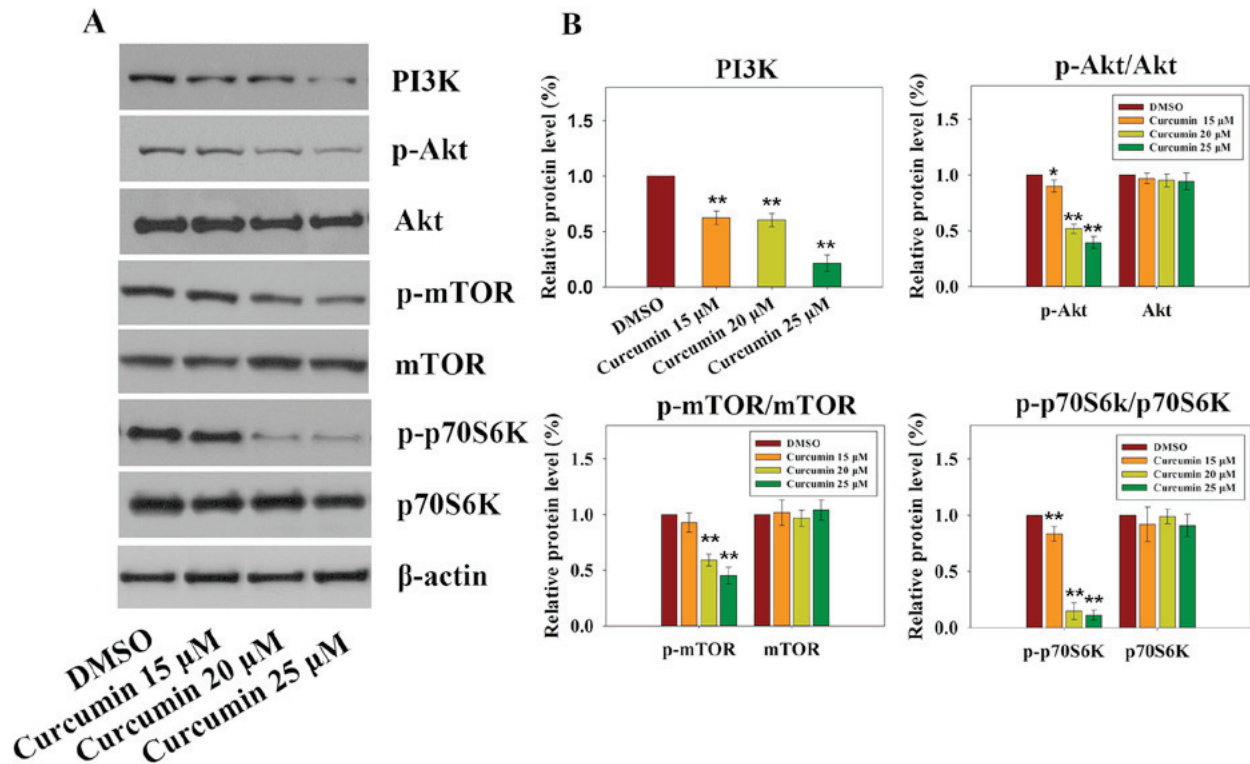 A
PI3K
p-Akt
Akt
p-mTOR
mTOR
p-p70S6K
p70S6K
β-actin
DMSO
Curcumin 15 µM
Curcumin 20 µM
Curcumin 25 µM
B
PI3K
Relative protein level (%)
1.5
1.0
0.5
0.0
**
**
**
DMSO
Curcumin 15 µM
Curcumin 20 µM
Curcumin 25 µM
p-Akt/Akt
Relative protein level (%)
1.5
1.0
0.5
0.0
DMSO
Curcumin 15 µM
Curcumin 20 µM
Curcumin 25 µM
*
**
**
p-Akt
Akt
p-mTOR/mTOR
Relative protein level (%)
1.5
1.0
0.5
0.0
DMSO
Curcumin 15 µM
Curcumin 20 µM
Curcumin 25 µM
**
**
p-mTOR
mTOR
p-p70S6k/p70S6K
Relative protein level (%)
1.5
1.0
0.5
0.0
DMSO
Curcumin 15 µM
Curcumin 20 µM
Curcumin 25 µM
**
**
**
p-p70S6K
p70S6K